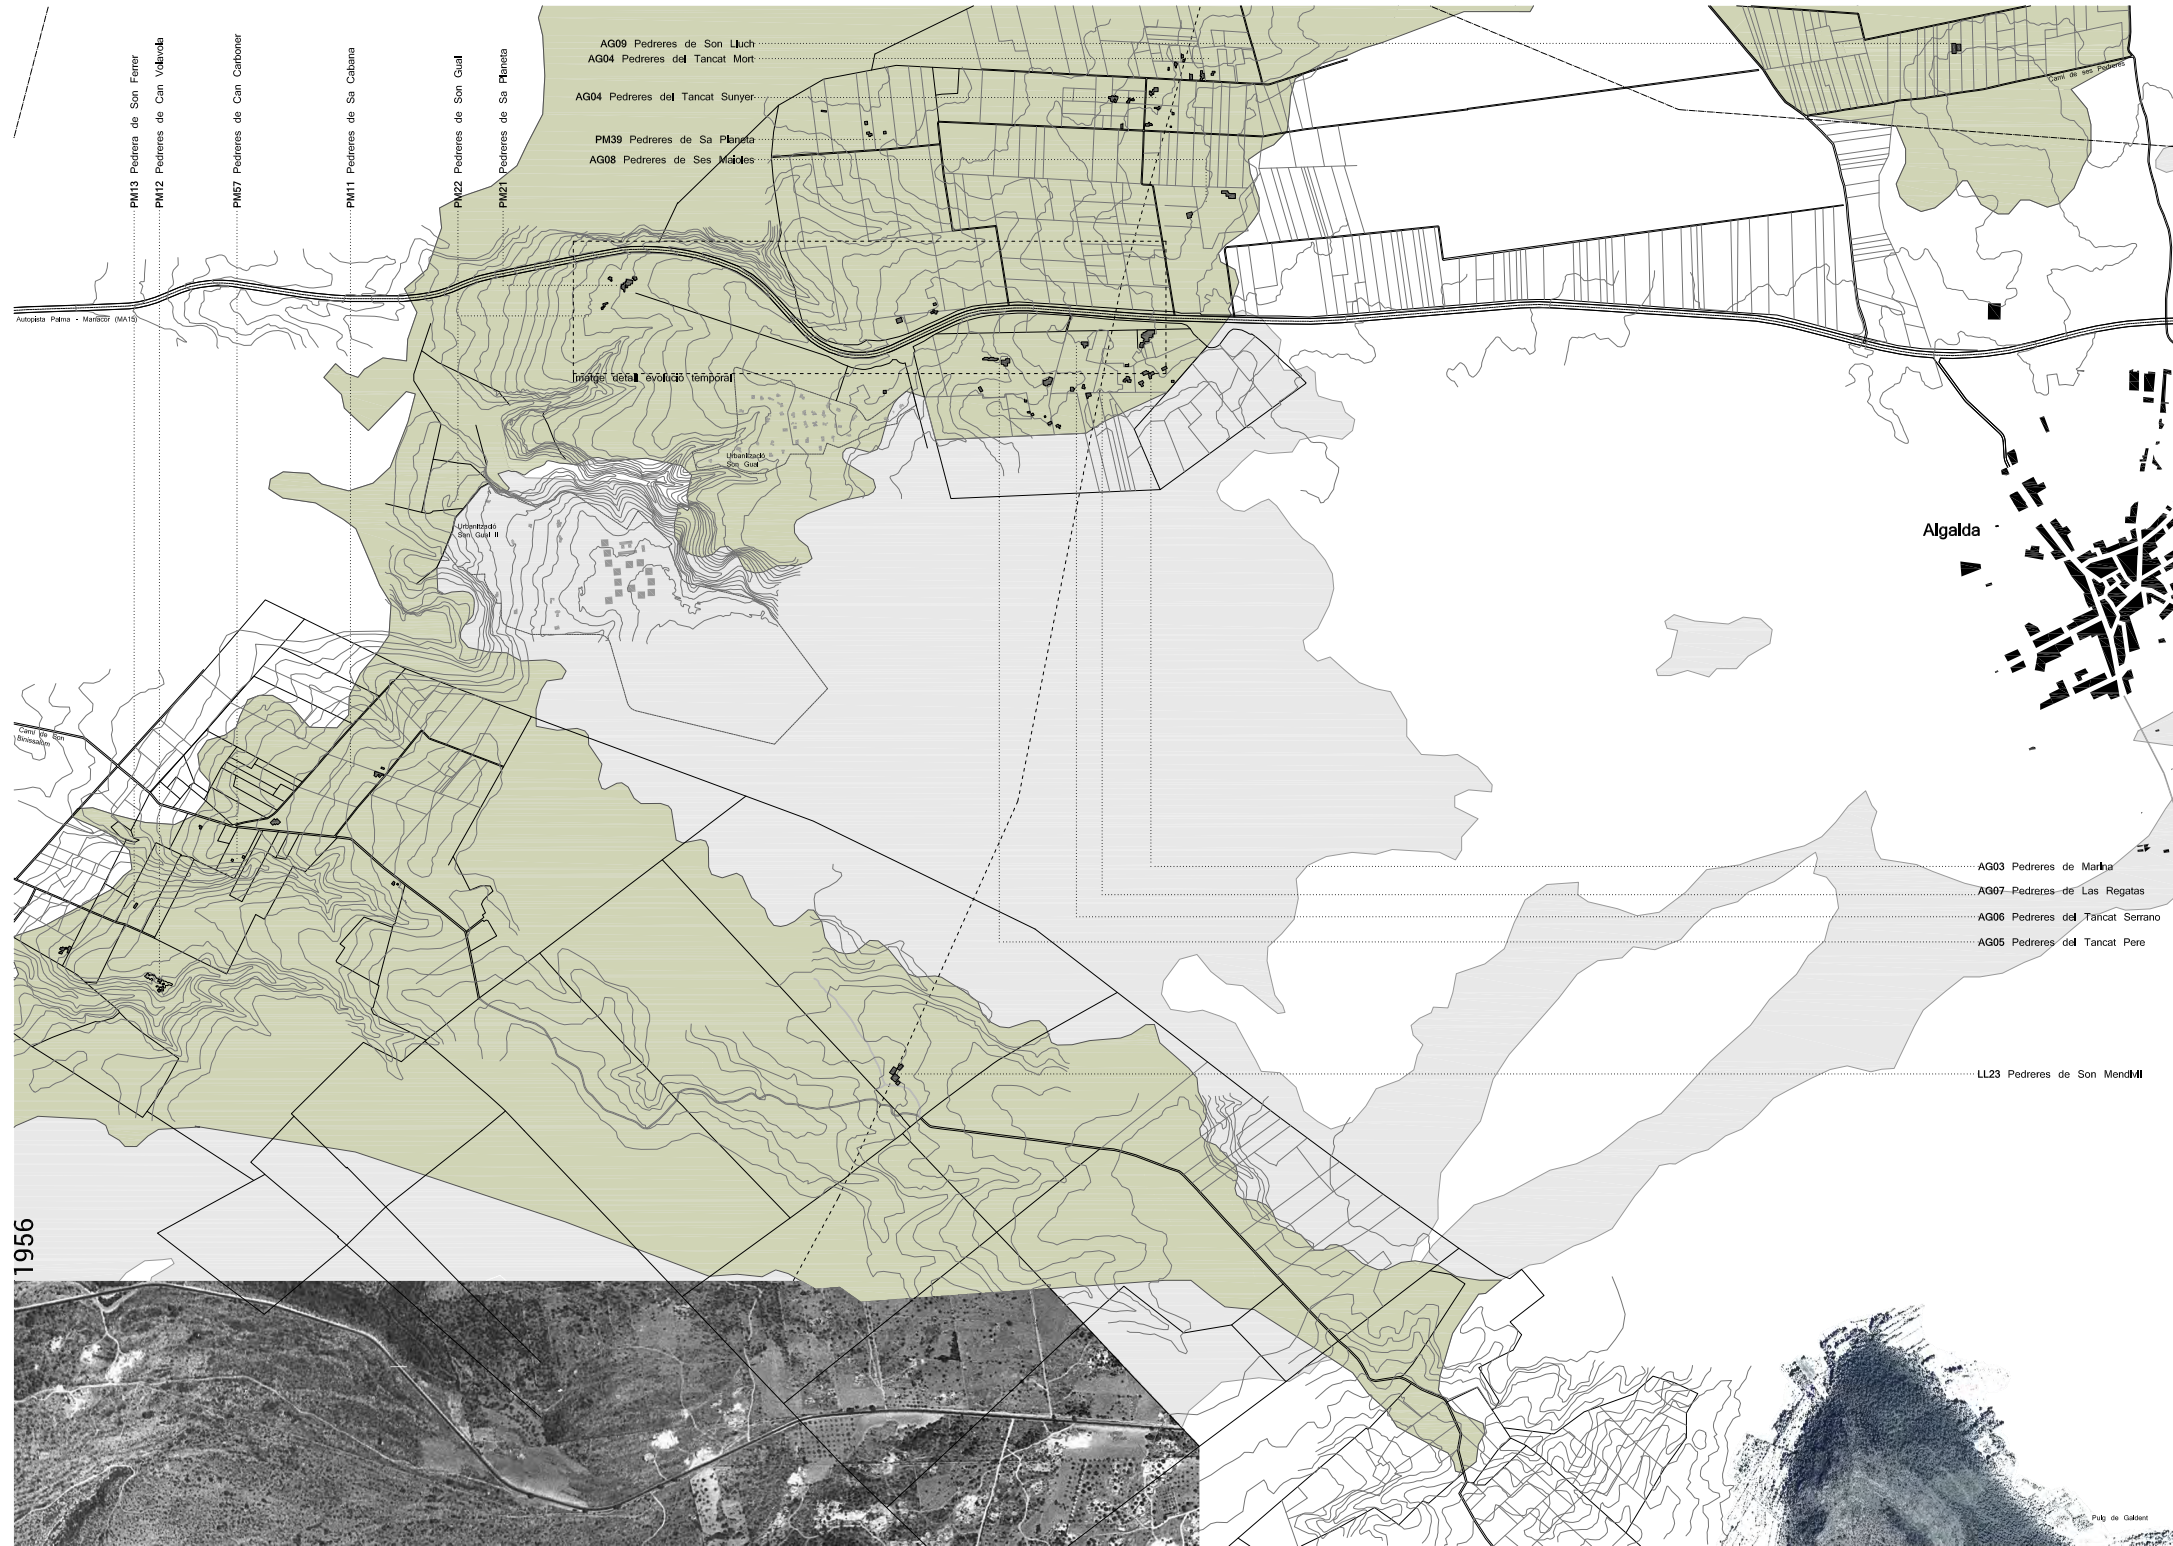 PM13 Pedrera de Son Ferrer
PM12 Pedreres de Can Volavola
PM57 Pedreres de Can Carboner
PM11 Pedreres de Sa Cabana
PM22 Pedreres de Son Gual
PM21 Pedreres de Sa Planeta
AG09 Pedreres de Son Lluch
AG04 Pedreres del Tancat Mort
AG04 Pedreres del Tancat Sunyer
PM39 Pedreres de Sa Planeta
AG08 Pedreres de Ses Maioles
Camí de ses Pedreres
Autopista Palma - Manacor (MA15)
Imatge detall evolució temporal
Urbanització
Son Gual
Urbanització
Son Gual II
Algaida
Camí de Son
Binissalom
AG03 Pedreres de Marina
AG07 Pedreres de Las Regatas
AG06 Pedreres del Tancat Serrano
AG05 Pedreres del Tancat Pere
LL23 Pedreres de Son Mendivil
1956
Puig de Galdent